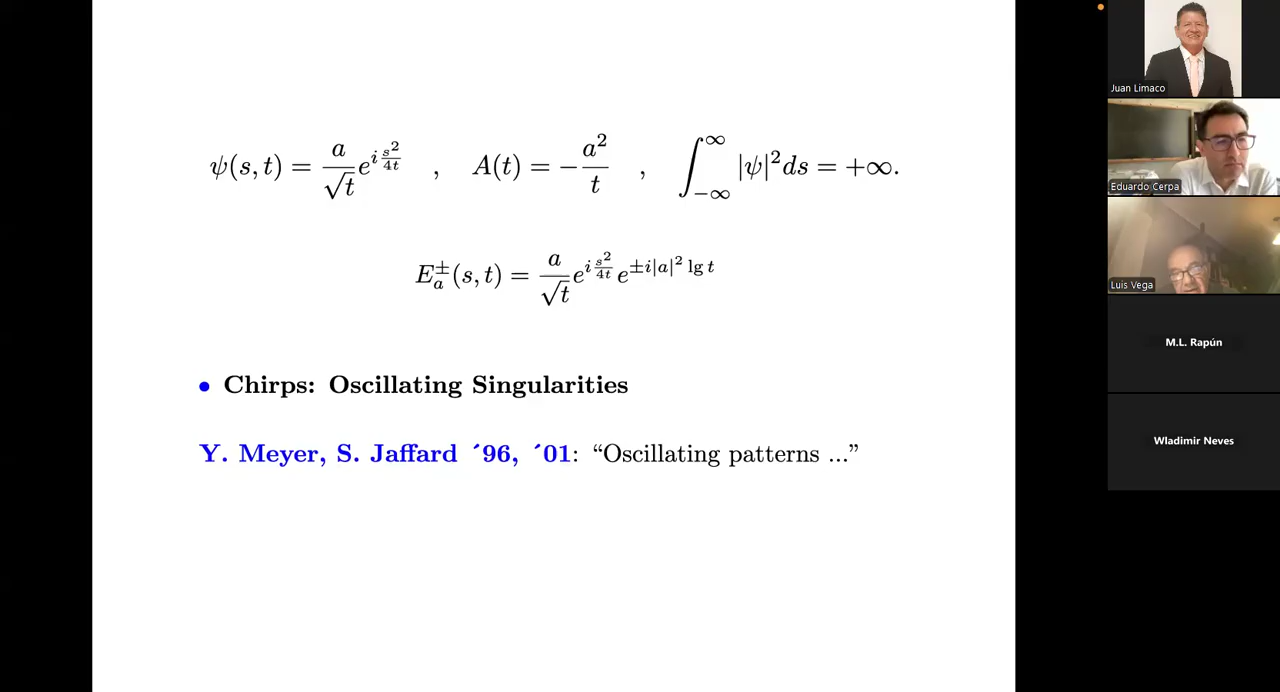 ψ(s, t) = a/√t e^{i s²/4t} , A(t) = −a²/t , ∫_{−∞}^{∞} |ψ|² ds = +∞.
E_a^±(s, t) = a/√t e^{i s²/4t} e^{±i|a|² lg t}
• Chirps: Oscillating Singularities
Y. Meyer, S. Jaffard ´96, ´01: “Oscillating patterns ...”
Juan Limaco
Eduardo Cerpa
Luis Vega
M.L. Rapún
Wladimir Neves